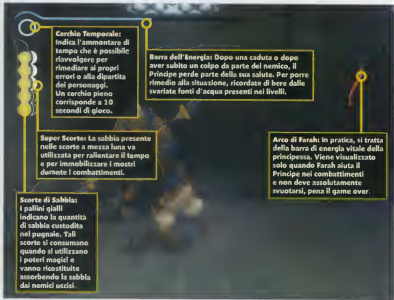 Cerchio Temporale:
Indica l'ammontare di
tempo che è possibile
riavvolgere per
rimediare ai propri
errori o alla dipartita
dei personaggi.
Un cerchio pieno
corrisponde a 10
secondi di gioco.
Barra dell'Energia: Dopo una caduta o dopo
aver subito un colpo da parte del nemico, il
Principe perde parte della sua salute. Per porre
rimedio alla situazione, ricordate di bere dalle
svariate fonti d'acqua presenti nei livelli.
Super Scorte: La sabbia presente
nelle scorte a mezza luna va
utilizzata per rallentare il tempo
e per immobilizzare i mostri
durante i combattimenti.
Arco di Farah: In pratica, si tratta
della barra di energia vitale della
principessa. Viene visualizzato
solo quando Farah aiuta il
Principe nei combattimenti
e non deve assolutamente
svuotarsi, pena il game over.
Scorte di Sabbia:
I pallini gialli
indicano la quantità
di sabbia custodita
nel pugnale. Tali
scorte si consumano
quando si utilizzano
i poteri magici e
vanno ricostituite
assorbendo la sabbia
dai nemici uccisi.